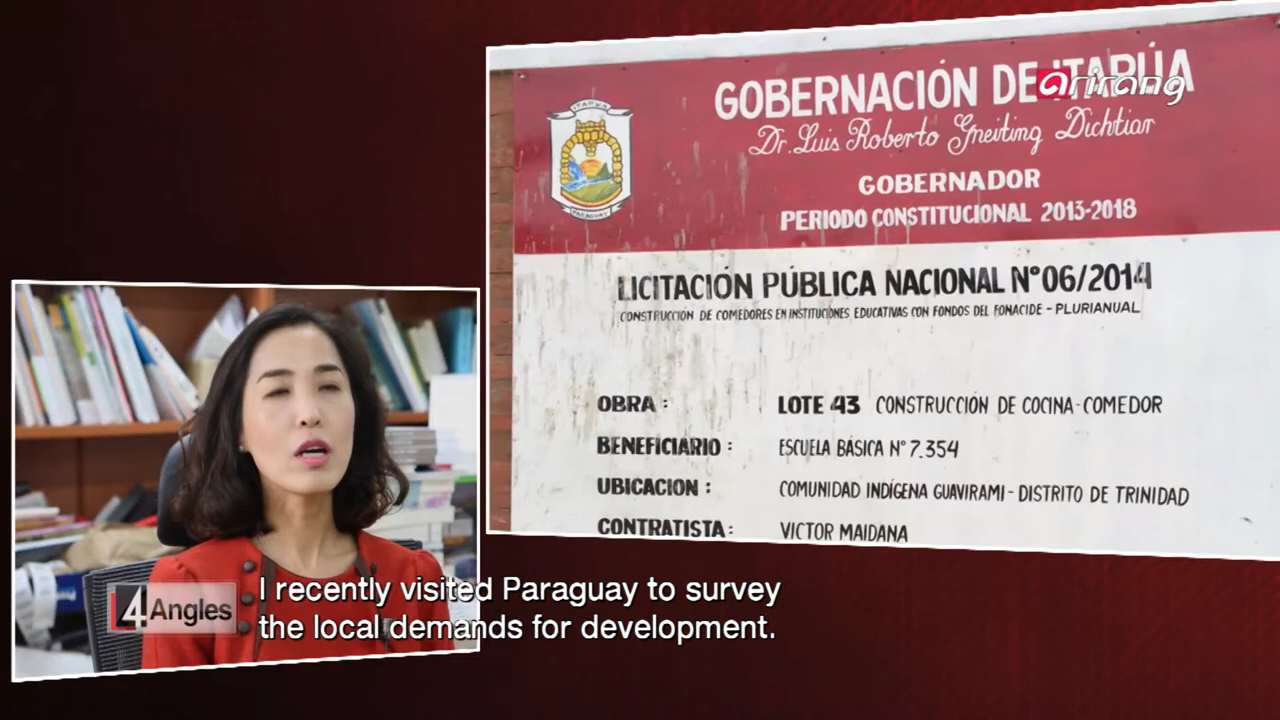 GOBERNACIÓN DE ITAPÚA
arirang
Dr. Luis Roberto Gneiting Dichtiar
GOBERNADOR
PERIODO CONSTITUCIONAL 2013-2018
ITAPUA
PARAGUAY
LICITACIÓN PÚBLICA NACIONAL N°06/2014
CONSTRUCCIÓN DE COMEDORES EN INSTITUCIONES EDUCATIVAS CON FONDOS DEL FONACIDE - PLURIANUAL
OBRA : LOTE 43 CONSTRUCCIÓN DE COCINA-COMEDOR
BENEFICIARIO : ESCUELA BÁSICA N° 7.354
UBICACION : COMUNIDAD INDÍGENA GUAVIRAMI-DISTRITO DE TRINIDAD
CONTRATISTA: VICTOR MAIDANA
4 Angles
I recently visited Paraguay to survey
the local demands for development.